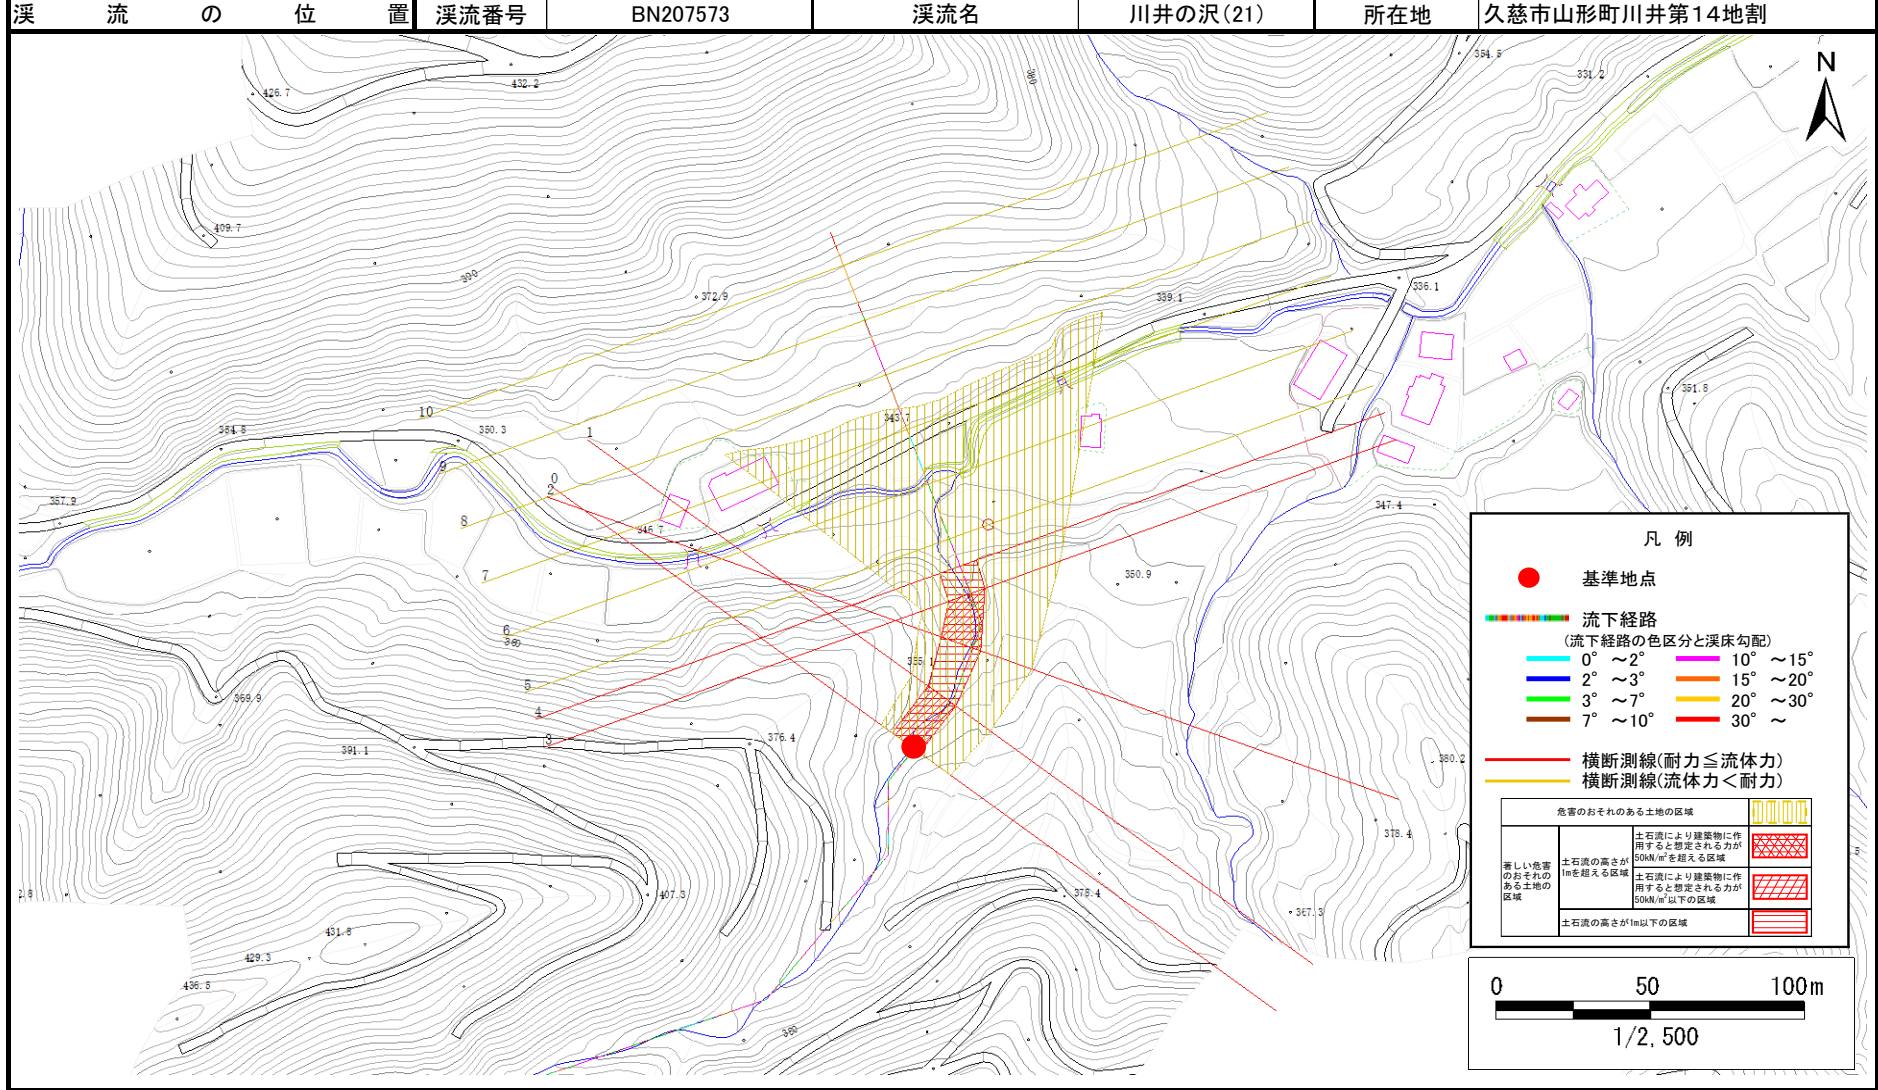 渓流の位置
渓流番号
BN207573
渓流名
川井の沢(21)
所在地
久慈市山形町川井第14地割
N
426.7
432.2
380
354.5
331.2
409.7
390
372.9
339.1
336.1
10
1
343.7
350.3
384.8
351.8
9
0
2
357.9
8
346.7
347.4
7
350.9
6
380
355.1
5
369.9
4
3
376.4
391.1
380.2
378.4
407.3
378.4
367.3
431.8
429.3
436.5
380
凡 例
基準地点
流下経路
(流下経路の色区分と渓床勾配)
0° ～2°
10° ～15°
2° ～3°
15° ～20°
3° ～7°
20° ～30°
7° ～10°
30° ～
横断測線(耐力≦流体力)
横断測線(流体力＜耐力)
危害のおそれのある土地の区域
著しい危害
のおそれの
ある土地の
区域
土石流の高さが
1mを超える区域
土石流により建築物に作
用すると想定される力が
50kN/m²を超える区域
土石流により建築物に作
用すると想定される力が
50kN/m²以下の区域
土石流の高さが1m以下の区域
0 50 100m
1/2,500